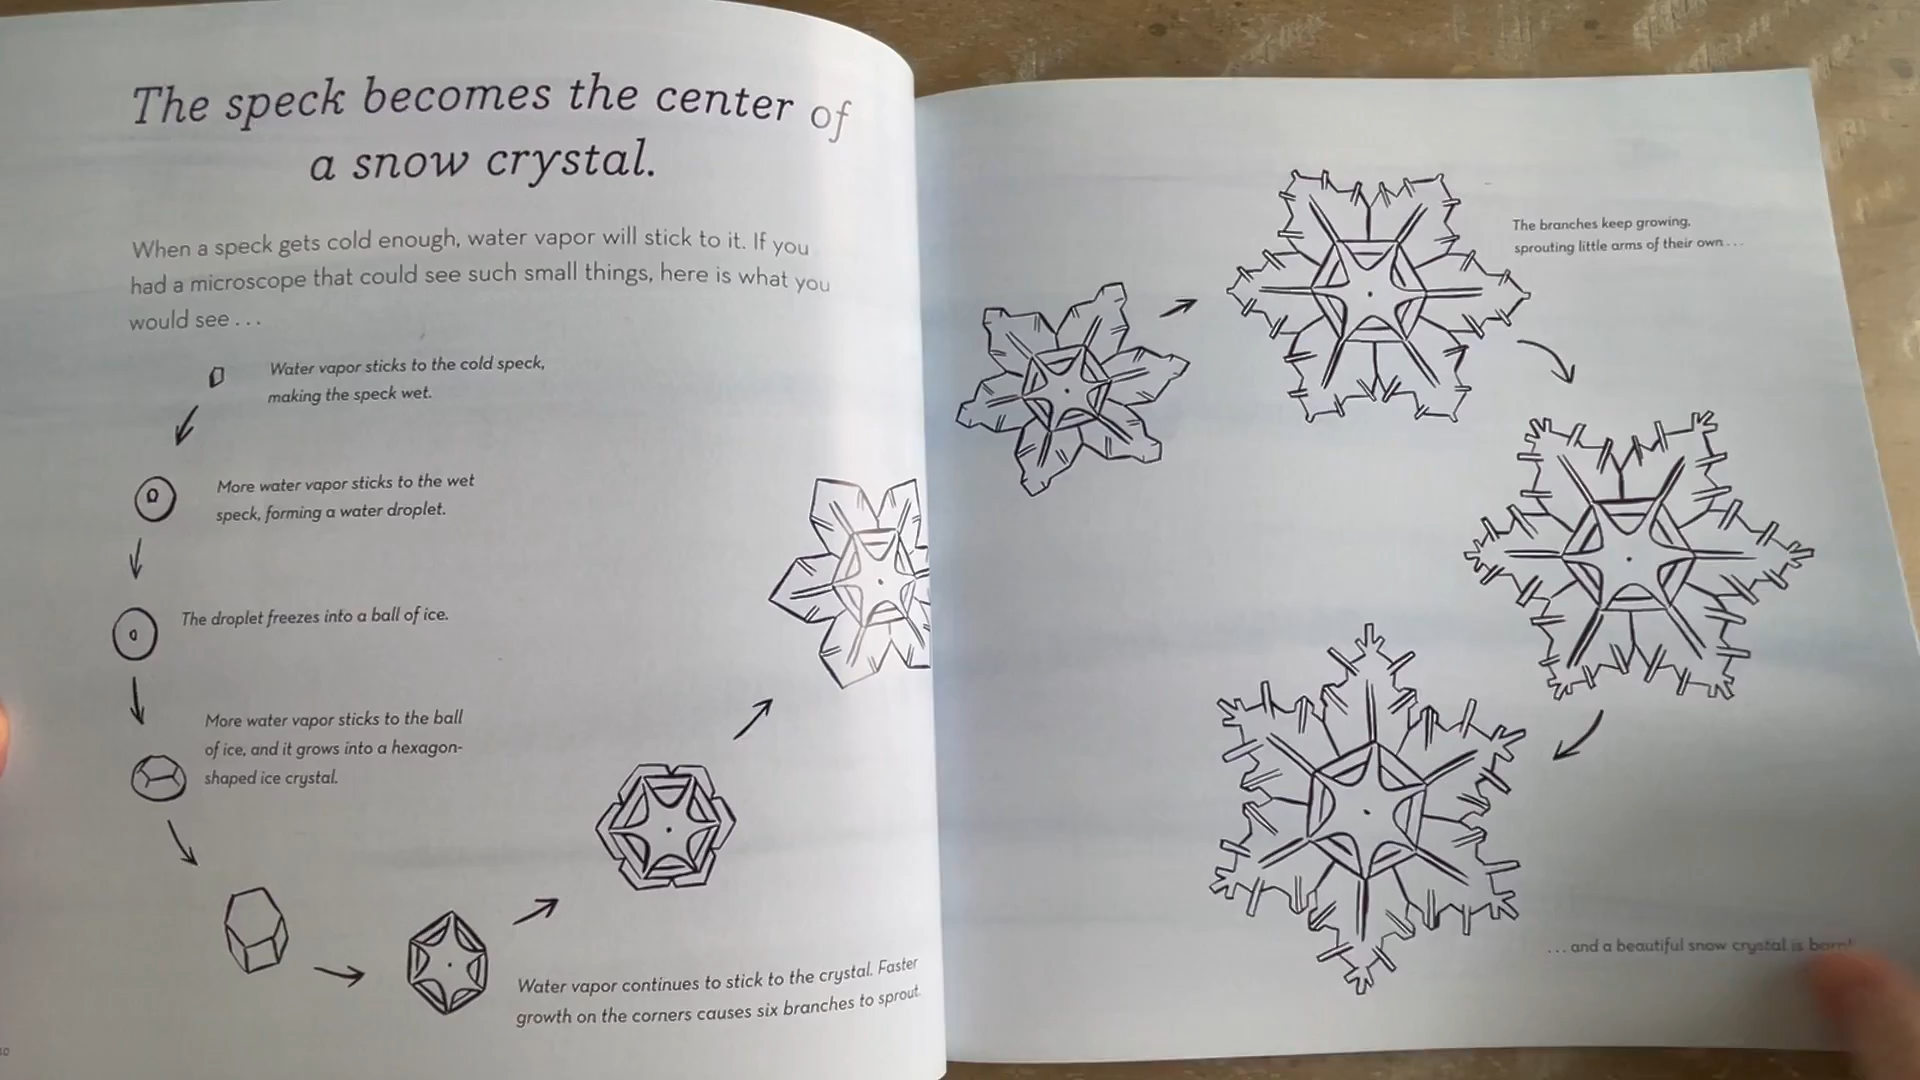 The speck becomes the center of
a snow crystal.
When a speck gets cold enough, water vapor will stick to it. If you
had a microscope that could see such small things, here is what you
would see . . .
Water vapor sticks to the cold speck,
making the speck wet.
More water vapor sticks to the wet
speck, forming a water droplet.
The droplet freezes into a ball of ice.
More water vapor sticks to the ball
of ice, and it grows into a hexagon-
shaped ice crystal.
Water vapor continues to stick to the crystal. Faster
growth on the corners causes six branches to sprout.
10
The branches keep growing,
sprouting little arms of their own . . .
. . . and a beautiful snow crystal is born!